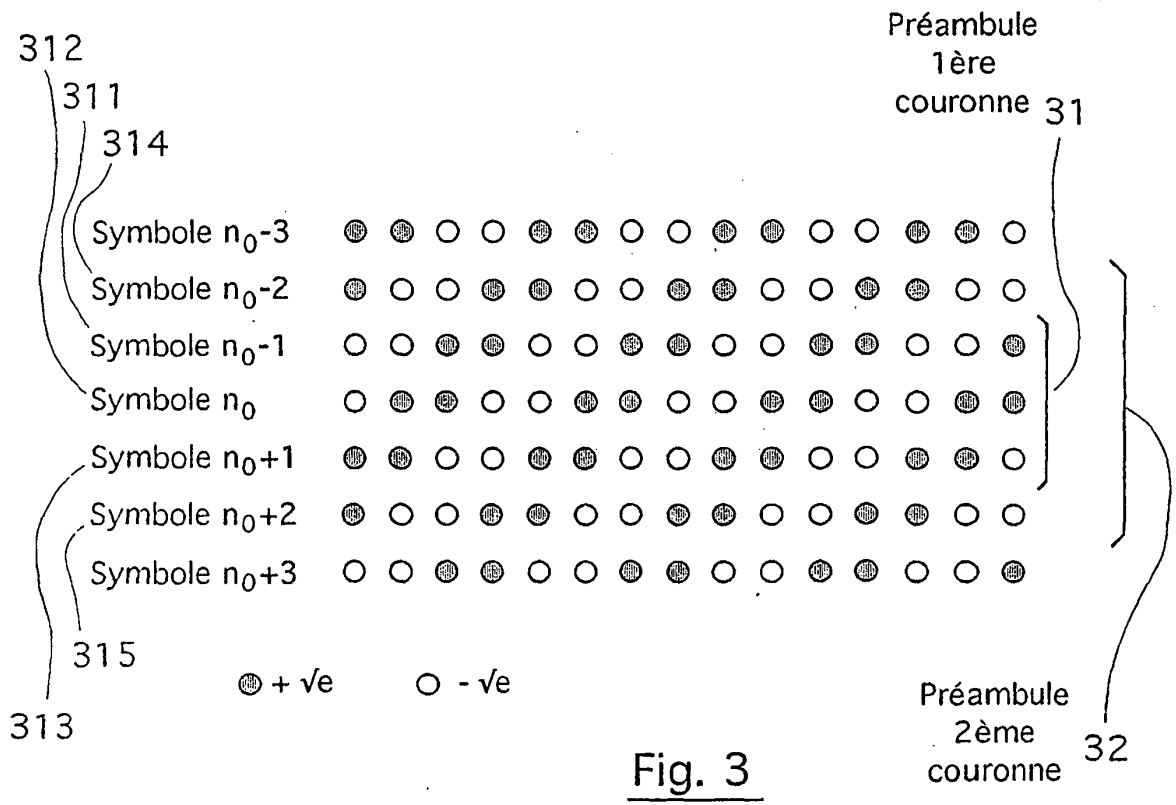 312
311
314
Préambule
1ère
couronne
31
Symbole n₀-3
Symbole n₀-2
Symbole n₀-1
Symbole n₀
Symbole n₀+1
Symbole n₀+2
Symbole n₀+3
315
313
+ √e
- √e
Préambule
2ème
couronne
32
Fig. 3